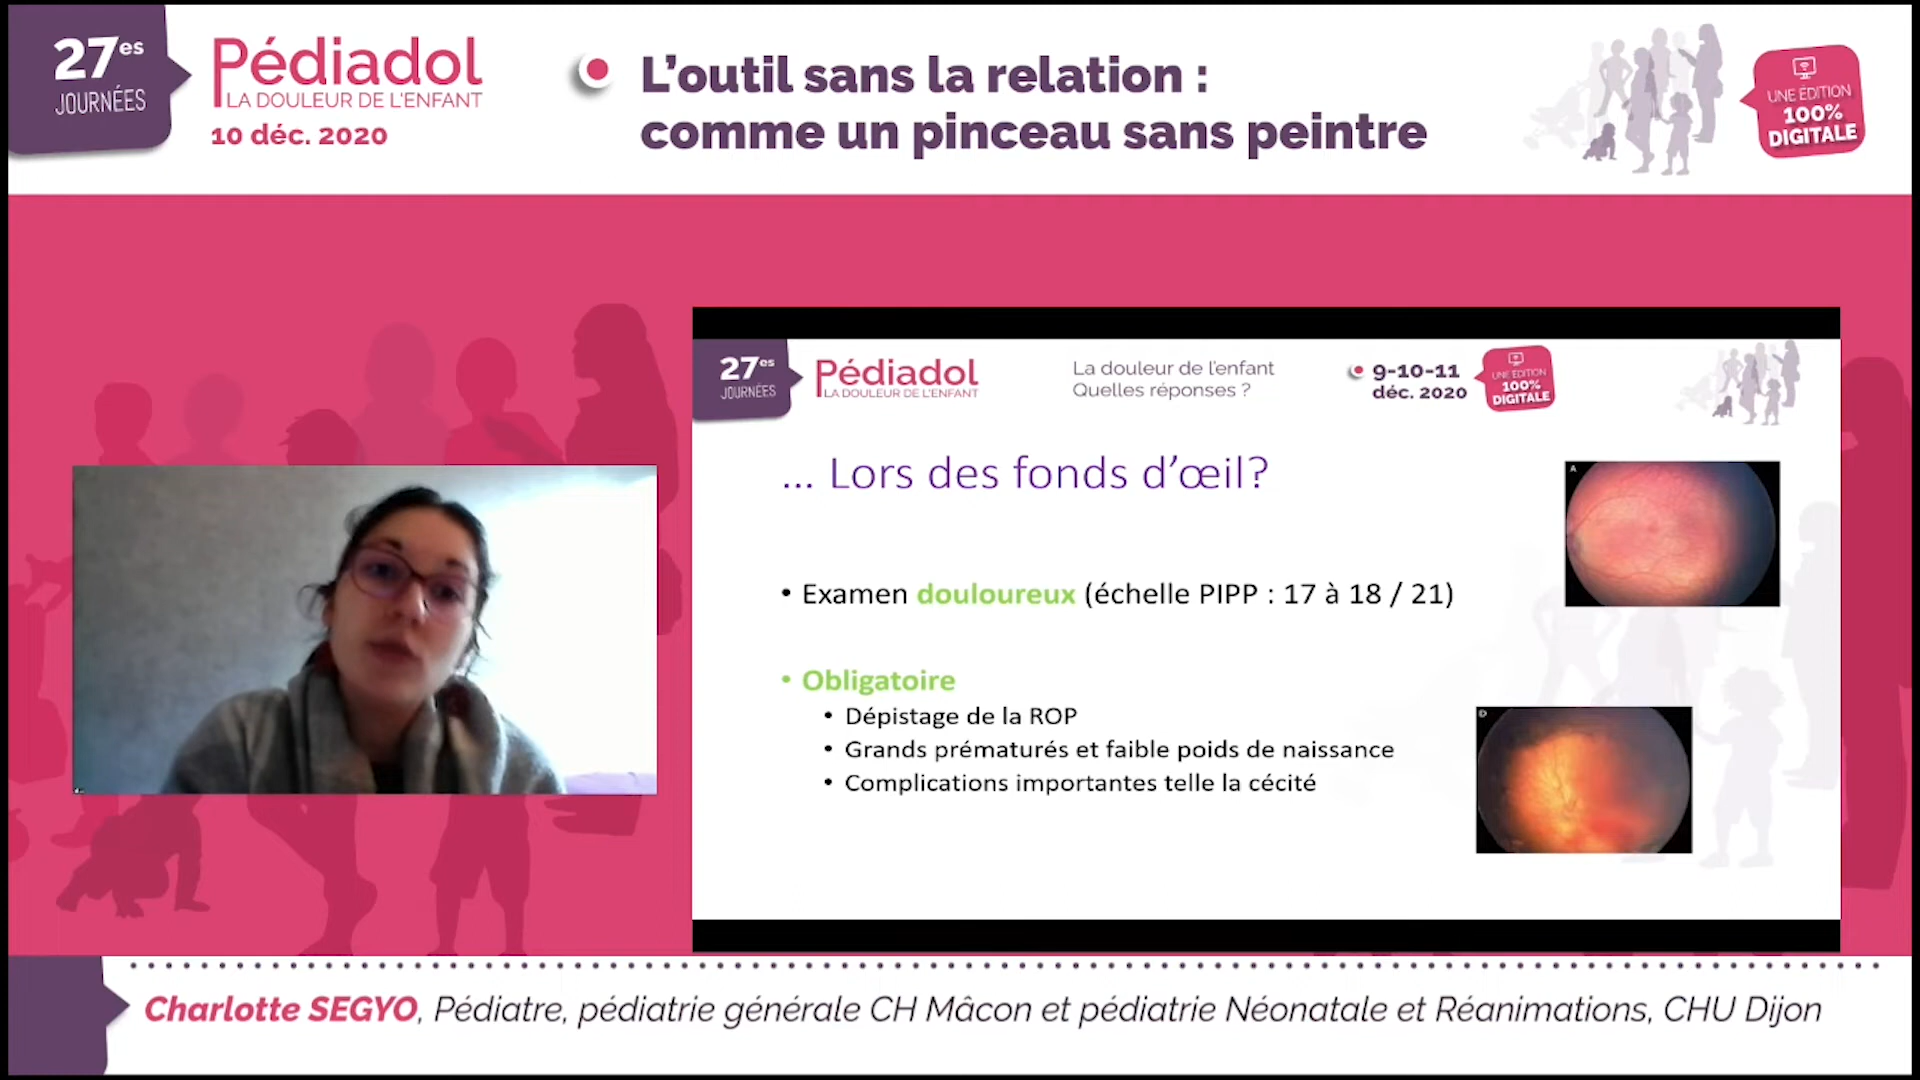 27es
JOURNÉES
Pédiadol
LA DOULEUR DE L'ENFANT
10 déc. 2020
L'outil sans la relation :
comme un pinceau sans peintre
UNE ÉDITION
100%
DIGITALE
27es
JOURNÉES
Pédiadol
LA DOULEUR DE L'ENFANT
La douleur de l'enfant
Quelles réponses ?
9-10-11
déc. 2020
UNE ÉDITION
100%
DIGITALE
... Lors des fonds d'œil?
A
• Examen douloureux (échelle PIPP : 17 à 18 / 21)
• Obligatoire
• Dépistage de la ROP
• Grands prématurés et faible poids de naissance
• Complications importantes telle la cécité
D
Charlotte SEGYO, Pédiatre, pédiatrie générale CH Mâcon et pédiatrie Néonatale et Réanimations, CHU Dijon